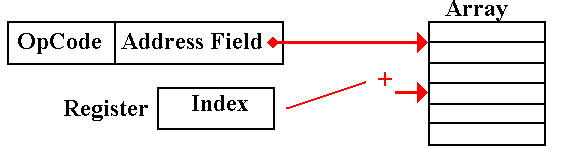 Array
OpCode Address Field
+
Register Index